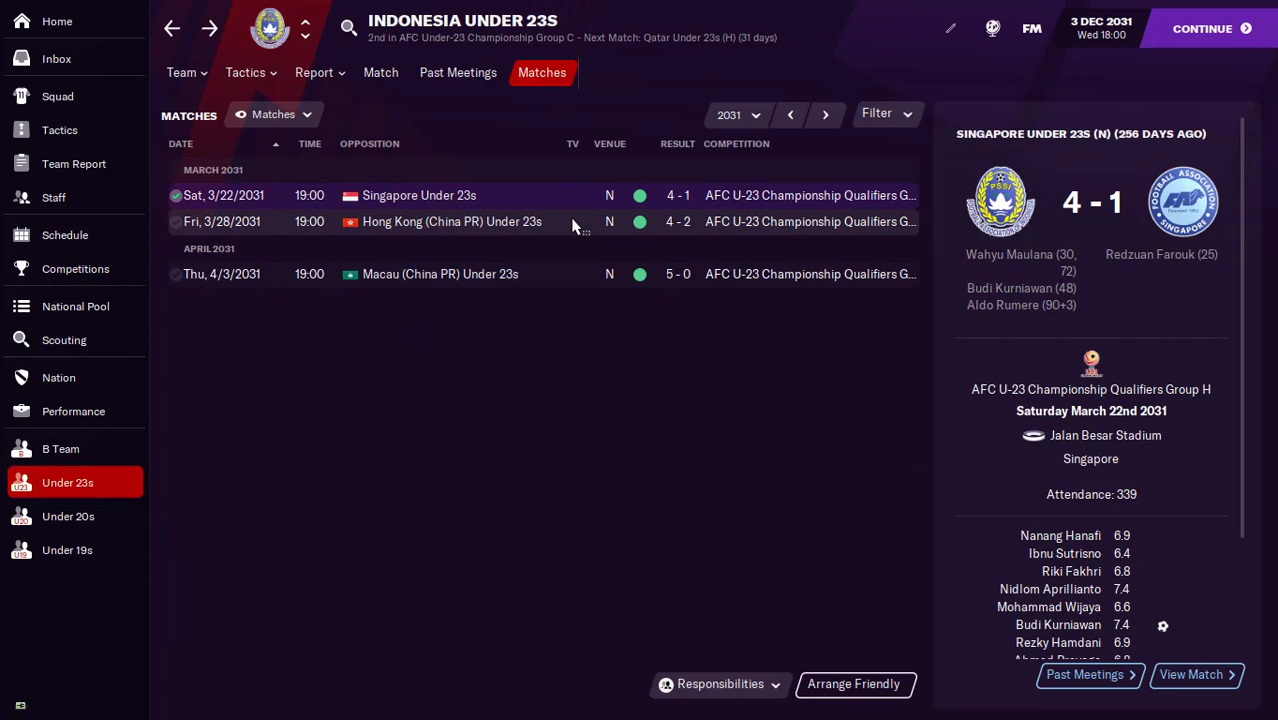 Home
Inbox
Squad
Tactics
Team Report
Staff
Schedule
Competitions
National Pool
Scouting
Nation
Performance
B Team
Under 23s
Under 20s
Under 19s
INDONESIA UNDER 23S
2nd in AFC Under-23 Championship Group C - Next Match: Qatar Under 23s (H) (31 days)
FM
3 DEC 2031
Wed 18:00
CONTINUE
Team Tactics Report Match Past Meetings Matches
MATCHES Matches 2031 Filter
DATE TIME OPPOSITION TV VENUE RESULT COMPETITION
MARCH 2031
Sat, 3/22/2031 19:00 Singapore Under 23s N 4 - 1 AFC U-23 Championship Qualifiers G...
Fri, 3/28/2031 19:00 Hong Kong (China PR) Under 23s N 4 - 2 AFC U-23 Championship Qualifiers G...
APRIL 2031
Thu, 4/3/2031 19:00 Macau (China PR) Under 23s N 5 - 0 AFC U-23 Championship Qualifiers G...
Responsibilities Arrange Friendly
SINGAPORE UNDER 23S (N) (256 DAYS AGO)
4 - 1
Wahyu Maulana (30, 72)
Budi Kurniawan (48)
Aldo Rumere (90+3)
Redzuan Farouk (25)
AFC U-23 Championship Qualifiers Group H
Saturday March 22nd 2031
Jalan Besar Stadium
Singapore
Attendance: 339
Nanang Hanafi 6.9
Ibnu Sutrisno 6.4
Riki Fakhri 6.8
Nidlom Aprillianto 7.4
Mohammad Wijaya 6.6
Budi Kurniawan 7.4
Rezky Hamdani 6.9
Past Meetings View Match